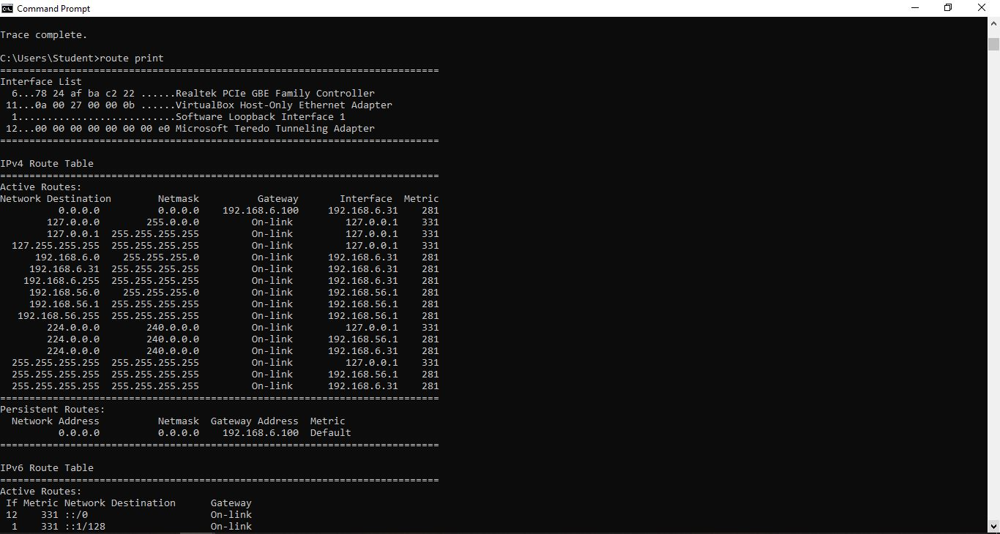 Command Prompt
Trace complete.
C:\Users\Student>route print
===========================================================================
Interface List
  6...78 24 af ba c2 22 ......Realtek PCIe GBE Family Controller
 11...0a 00 27 00 00 0b ......VirtualBox Host-Only Ethernet Adapter
  1...........................Software Loopback Interface 1
 12...00 00 00 00 00 00 00 e0 Microsoft Teredo Tunneling Adapter
===========================================================================
IPv4 Route Table
===========================================================================
Active Routes:
Network Destination        Netmask          Gateway       Interface  Metric
          0.0.0.0          0.0.0.0    192.168.6.100     192.168.6.31    281
        127.0.0.0        255.0.0.0         On-link         127.0.0.1    331
        127.0.0.1  255.255.255.255         On-link         127.0.0.1    331
  127.255.255.255  255.255.255.255         On-link         127.0.0.1    331
      192.168.6.0    255.255.255.0         On-link      192.168.6.31    281
     192.168.6.31  255.255.255.255         On-link      192.168.6.31    281
    192.168.6.255  255.255.255.255         On-link      192.168.6.31    281
     192.168.56.0    255.255.255.0         On-link      192.168.56.1    281
     192.168.56.1  255.255.255.255         On-link      192.168.56.1    281
   192.168.56.255  255.255.255.255         On-link      192.168.56.1    281
        224.0.0.0        240.0.0.0         On-link         127.0.0.1    331
        224.0.0.0        240.0.0.0         On-link      192.168.56.1    281
        224.0.0.0        240.0.0.0         On-link      192.168.6.31    281
  255.255.255.255  255.255.255.255         On-link         127.0.0.1    331
  255.255.255.255  255.255.255.255         On-link      192.168.56.1    281
  255.255.255.255  255.255.255.255         On-link      192.168.6.31    281
===========================================================================
Persistent Routes:
  Network Address          Netmask  Gateway Address  Metric
          0.0.0.0          0.0.0.0    192.168.6.100  Default
===========================================================================
IPv6 Route Table
===========================================================================
Active Routes:
 If Metric Network Destination      Gateway
 12    331 ::/0                     On-link
  1    331 ::1/128                  On-link